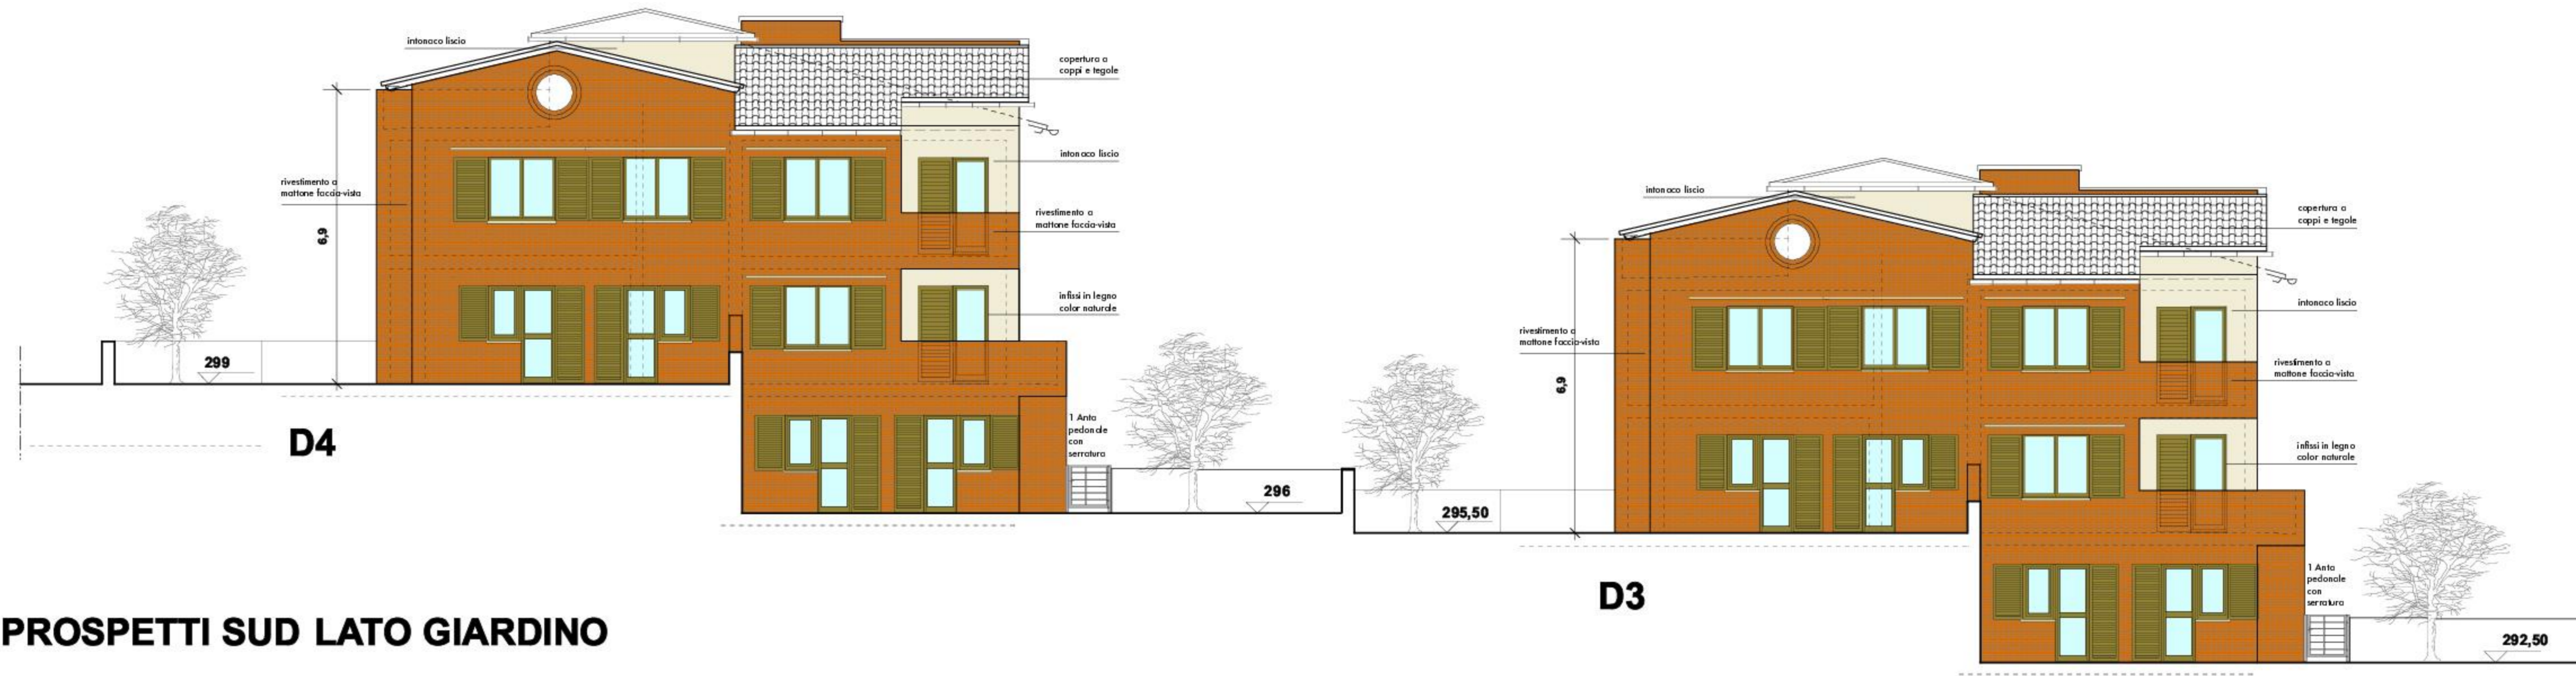 intonaco liscio
copertura a
coppi e tegole
intonaco liscio
rivestimento a
mattone faccia-vista
rivestimento a
mattone faccia-vista
6,9
infissi in legno
color naturale
299
1 Anta
pedonale
con
serratura
D4
296
intonaco liscio
copertura a
coppi e tegole
intonaco liscio
rivestimento a
mattone faccia-vista
rivestimento a
mattone faccia-vista
6,9
infissi in legno
color naturale
295,50
1 Anta
pedonale
con
serratura
D3
292,50
PROSPETTI SUD LATO GIARDINO